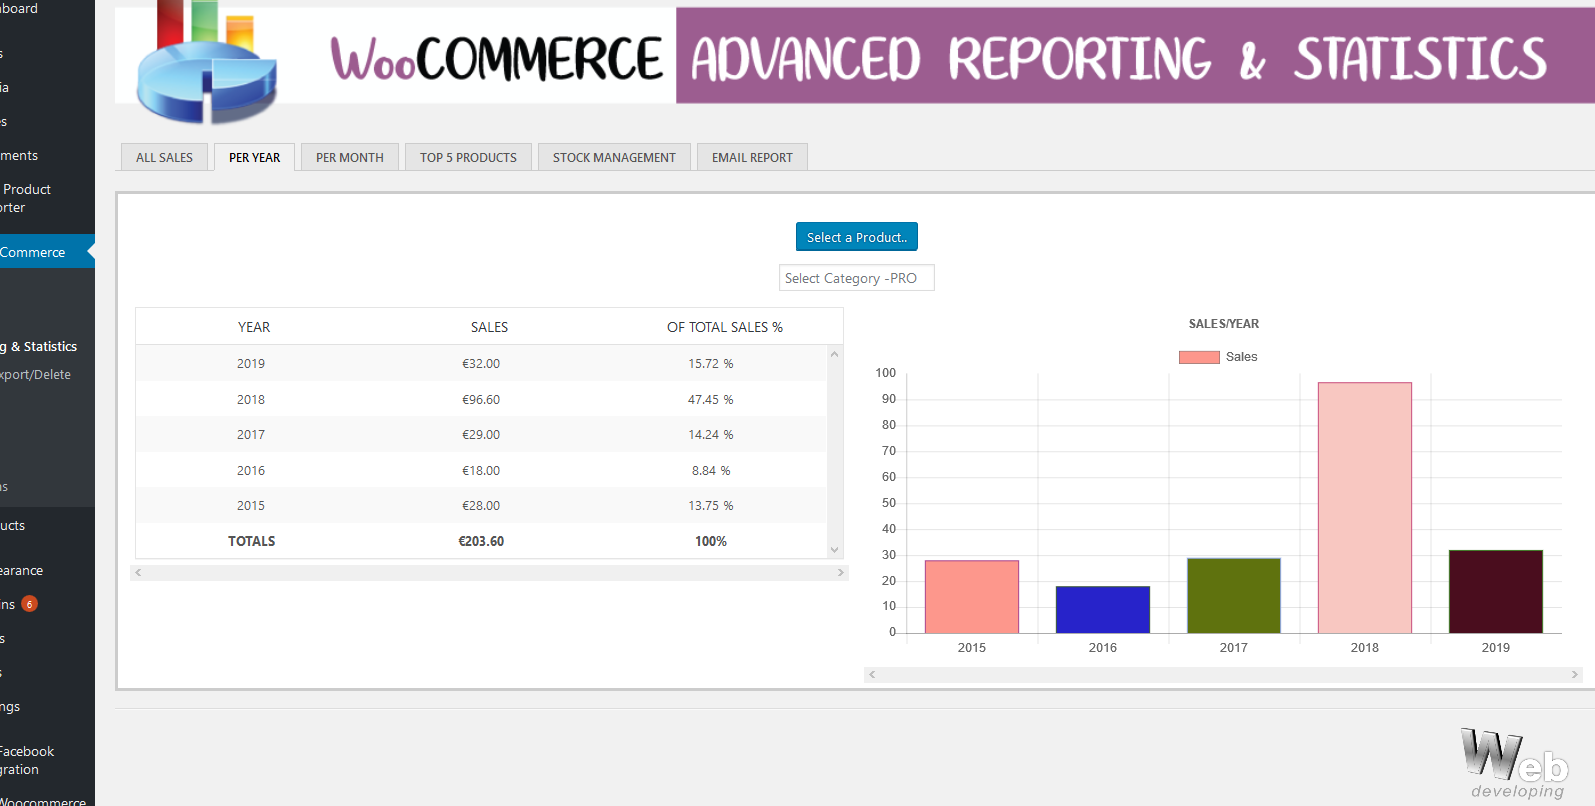 WooCOMMERCE ADVANCED REPORTING & STATISTICS
ALL SALES
PER YEAR
PER MONTH
TOP 5 PRODUCTS
STOCK MANAGEMENT
EMAIL REPORT
board
s
ia
es
ments
Product
orter
Commerce
g & Statistics
xport/Delete
ns
ucts
earance
ins 6
s
s
ngs
Facebook
gration
Woocommerce
Select a Product..
Select Category -PRO
YEAR SALES OF TOTAL SALES %
2019 €32.00 15.72 %
2018 €96.60 47.45 %
2017 €29.00 14.24 %
2016 €18.00 8.84 %
2015 €28.00 13.75 %
TOTALS €203.60 100%
SALES/YEAR
Sales
100
90
80
70
60
50
40
30
20
10
0
2015 2016 2017 2018 2019
Web
developing